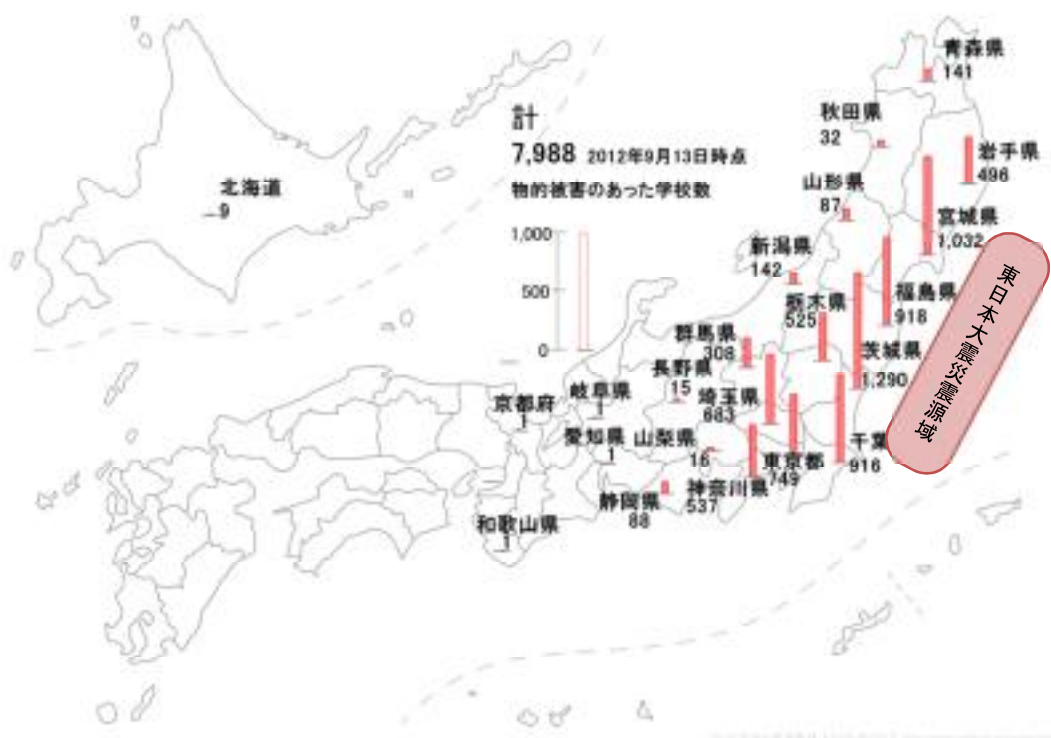 計
7,988 2012年9月13日時点
物的被害のあった学校数
1,000
500
0
北海道
9
青森県
141
秋田県
32
岩手県
496
山形県
87
宮城県
1,032
新潟県
142
福島県
918
栃木県
525
群馬県
308
茨城県
1,290
長野県
15
埼玉県
683
岐阜県
1
京都府
1
愛知県
1
山梨県
16
東京都
749
千葉
916
神奈川県
537
静岡県
88
和歌山県
1
東日本大震災震源域